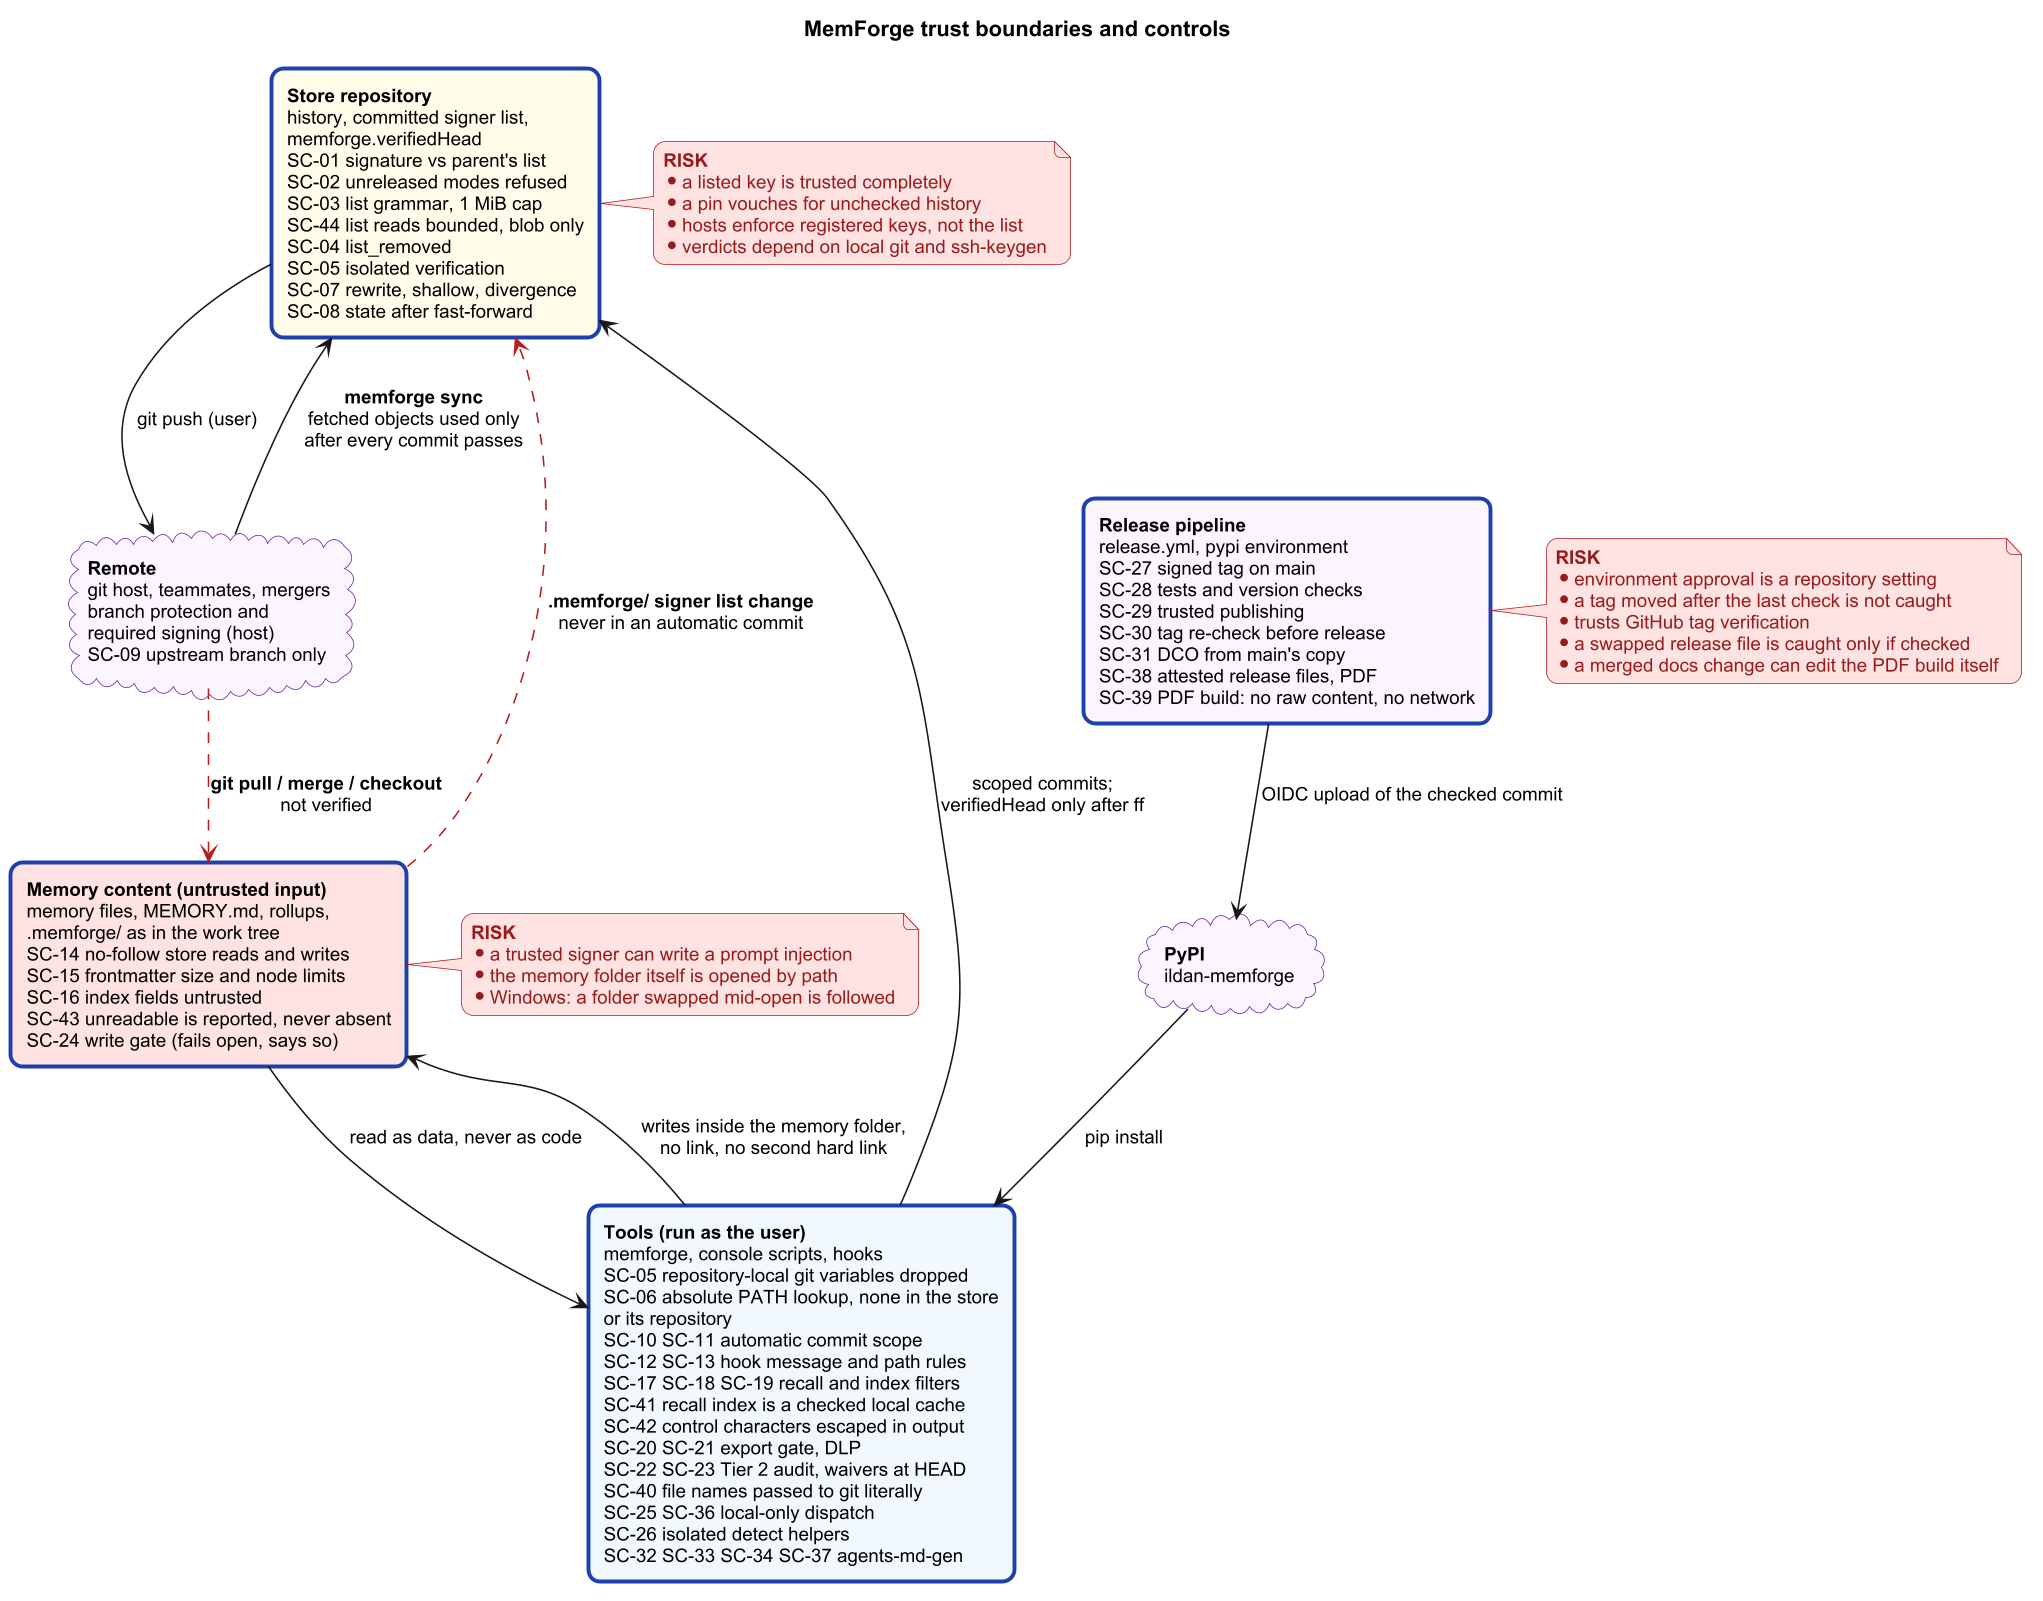 MemForge trust boundaries and controls
Store repository
history, committed signer list,
memforge.verifiedHead
SC-01 signature vs parent's list
SC-02 unreleased modes refused
SC-03 list grammar, 1 MiB cap
SC-44 list reads bounded, blob only
SC-04 list_removed
SC-05 isolated verification
SC-07 rewrite, shallow, divergence
SC-08 state after fast-forward
RISK
• a listed key is trusted completely
• a pin vouches for unchecked history
• hosts enforce registered keys, not the list
• verdicts depend on local git and ssh-keygen
git push (user)
memforge sync
fetched objects used only
after every commit passes
Remote
git host, teammates, mergers
branch protection and
required signing (host)
SC-09 upstream branch only
.memforge/ signer list change
never in an automatic commit
Release pipeline
release.yml, pypi environment
SC-27 signed tag on main
SC-28 tests and version checks
SC-29 trusted publishing
SC-30 tag re-check before release
SC-31 DCO from main's copy
SC-38 attested release files, PDF
SC-39 PDF build: no raw content, no network
RISK
• environment approval is a repository setting
• a tag moved after the last check is not caught
• trusts GitHub tag verification
• a swapped release file is caught only if checked
• a merged docs change can edit the PDF build itself
git pull / merge / checkout
not verified
scoped commits;
verifiedHead only after ff
OIDC upload of the checked commit
Memory content (untrusted input)
memory files, MEMORY.md, rollups,
.memforge/ as in the work tree
SC-14 no-follow store reads and writes
SC-15 frontmatter size and node limits
SC-16 index fields untrusted
SC-43 unreadable is reported, never absent
SC-24 write gate (fails open, says so)
RISK
• a trusted signer can write a prompt injection
• the memory folder itself is opened by path
• Windows: a folder swapped mid-open is followed
PyPI
ildan-memforge
read as data, never as code
writes inside the memory folder,
no link, no second hard link
pip install
Tools (run as the user)
memforge, console scripts, hooks
SC-05 repository-local git variables dropped
SC-06 absolute PATH lookup, none in the store
or its repository
SC-10 SC-11 automatic commit scope
SC-12 SC-13 hook message and path rules
SC-17 SC-18 SC-19 recall and index filters
SC-41 recall index is a checked local cache
SC-42 control characters escaped in output
SC-20 SC-21 export gate, DLP
SC-22 SC-23 Tier 2 audit, waivers at HEAD
SC-40 file names passed to git literally
SC-25 SC-36 local-only dispatch
SC-26 isolated detect helpers
SC-32 SC-33 SC-34 SC-37 agents-md-gen